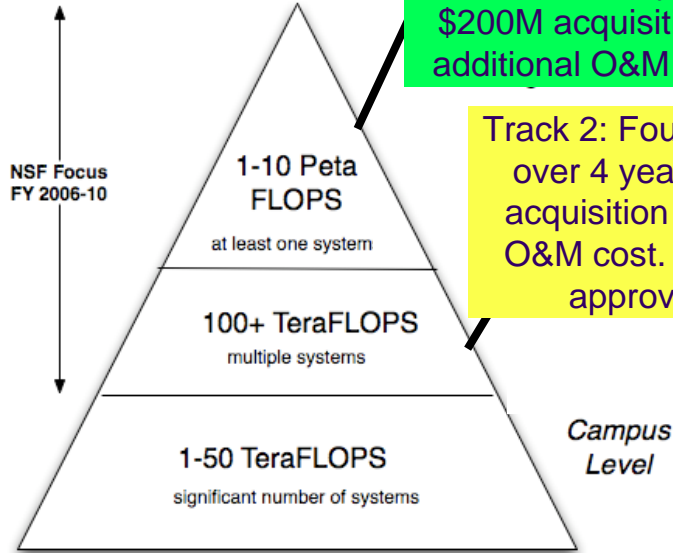 $200M acquisit
additional O&M
Track 2: Fou
over 4 yea
acquisition
O&M cost.
approv
NSF Focus
FY 2006-10
1-10 Peta
FLOPS
at least one system
100+ TeraFLOPS
multiple systems
1-50 TeraFLOPS
significant number of systems
Campus
Level